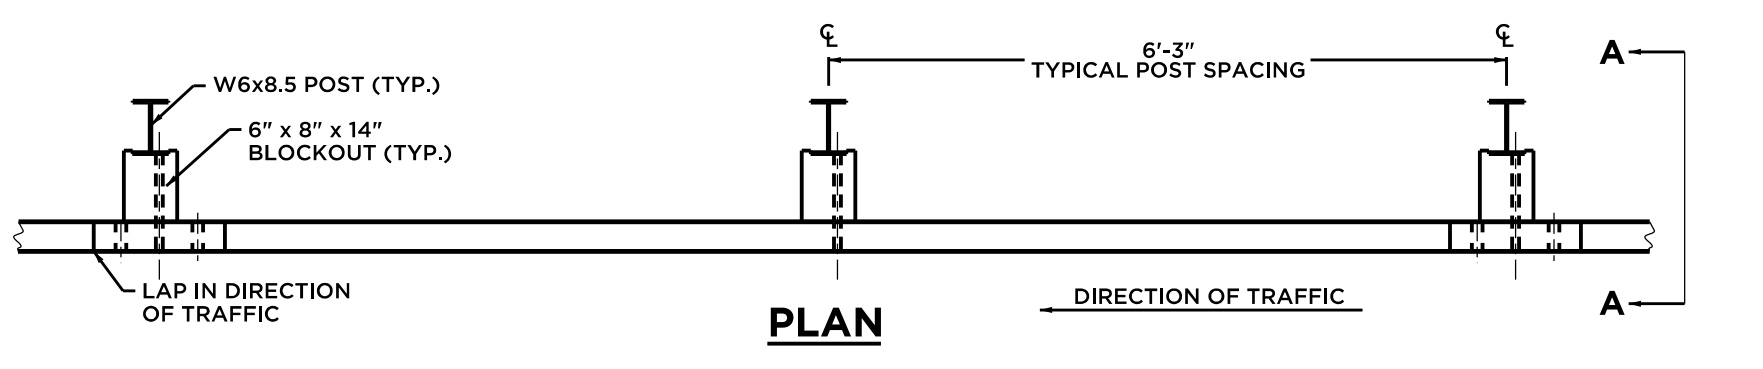 ℄
℄
6'-3"
TYPICAL POST SPACING
A
W6x8.5 POST (TYP.)
6" x 8" x 14"
BLOCKOUT (TYP.)
LAP IN DIRECTION
OF TRAFFIC
DIRECTION OF TRAFFIC
A
PLAN